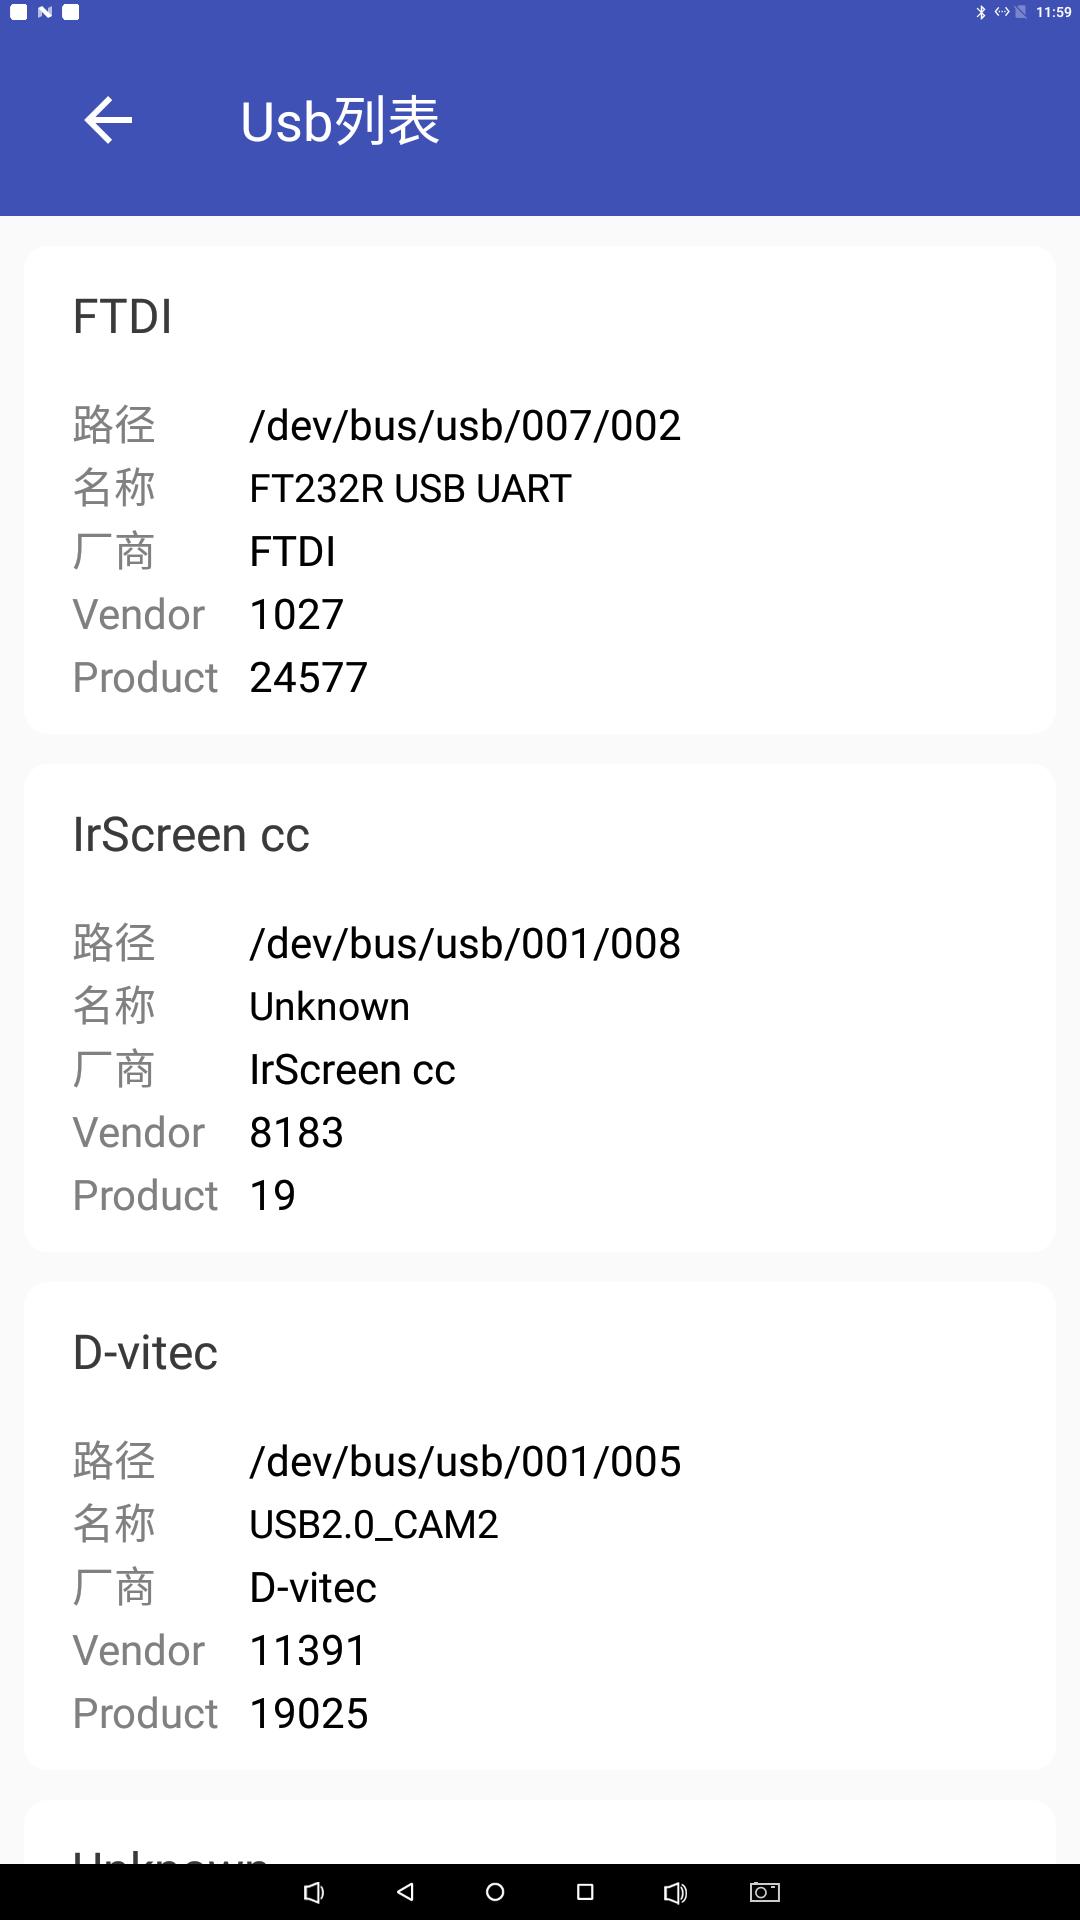 11:59
Usb列表
FTDI
路径 /dev/bus/usb/007/002
名称 FT232R USB UART
厂商 FTDI
Vendor 1027
Product 24577
IrScreen cc
路径 /dev/bus/usb/001/008
名称 Unknown
厂商 IrScreen cc
Vendor 8183
Product 19
D-vitec
路径 /dev/bus/usb/001/005
名称 USB2.0_CAM2
厂商 D-vitec
Vendor 11391
Product 19025
Unknown